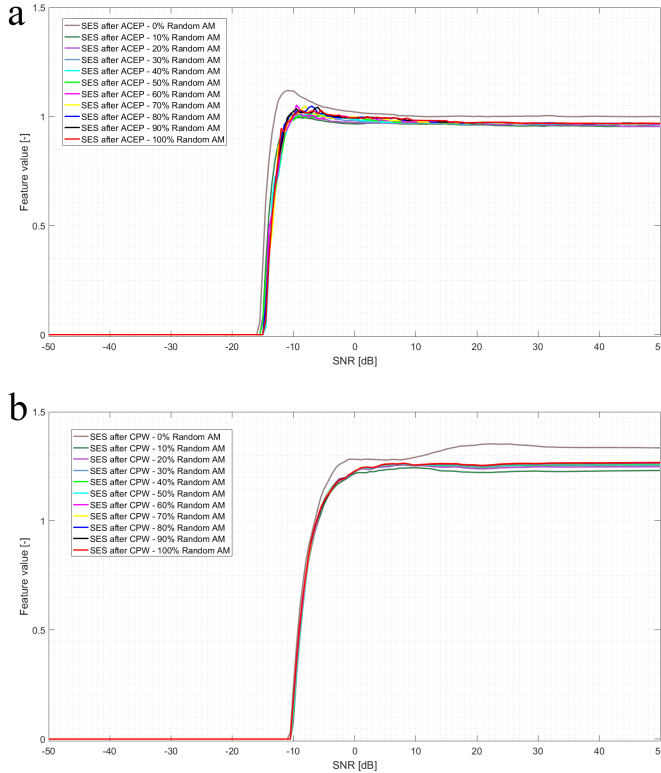 a
1.5
1
0.5
0
Feature value [-]
SES after ACEP - 0% Random AM
SES after ACEP - 10% Random AM
SES after ACEP - 20% Random AM
SES after ACEP - 30% Random AM
SES after ACEP - 40% Random AM
SES after ACEP - 50% Random AM
SES after ACEP - 60% Random AM
SES after ACEP - 70% Random AM
SES after ACEP - 80% Random AM
SES after ACEP - 90% Random AM
SES after ACEP - 100% Random AM
-50 -40 -30 -20 -10 0 10 20 30 40 50
SNR [dB]
b
1.5
1
0.5
0
Feature value [-]
SES after CPW - 0% Random AM
SES after CPW - 10% Random AM
SES after CPW - 20% Random AM
SES after CPW - 30% Random AM
SES after CPW - 40% Random AM
SES after CPW - 50% Random AM
SES after CPW - 60% Random AM
SES after CPW - 70% Random AM
SES after CPW - 80% Random AM
SES after CPW - 90% Random AM
SES after CPW - 100% Random AM
-50 -40 -30 -20 -10 0 10 20 30 40 50
SNR [dB]